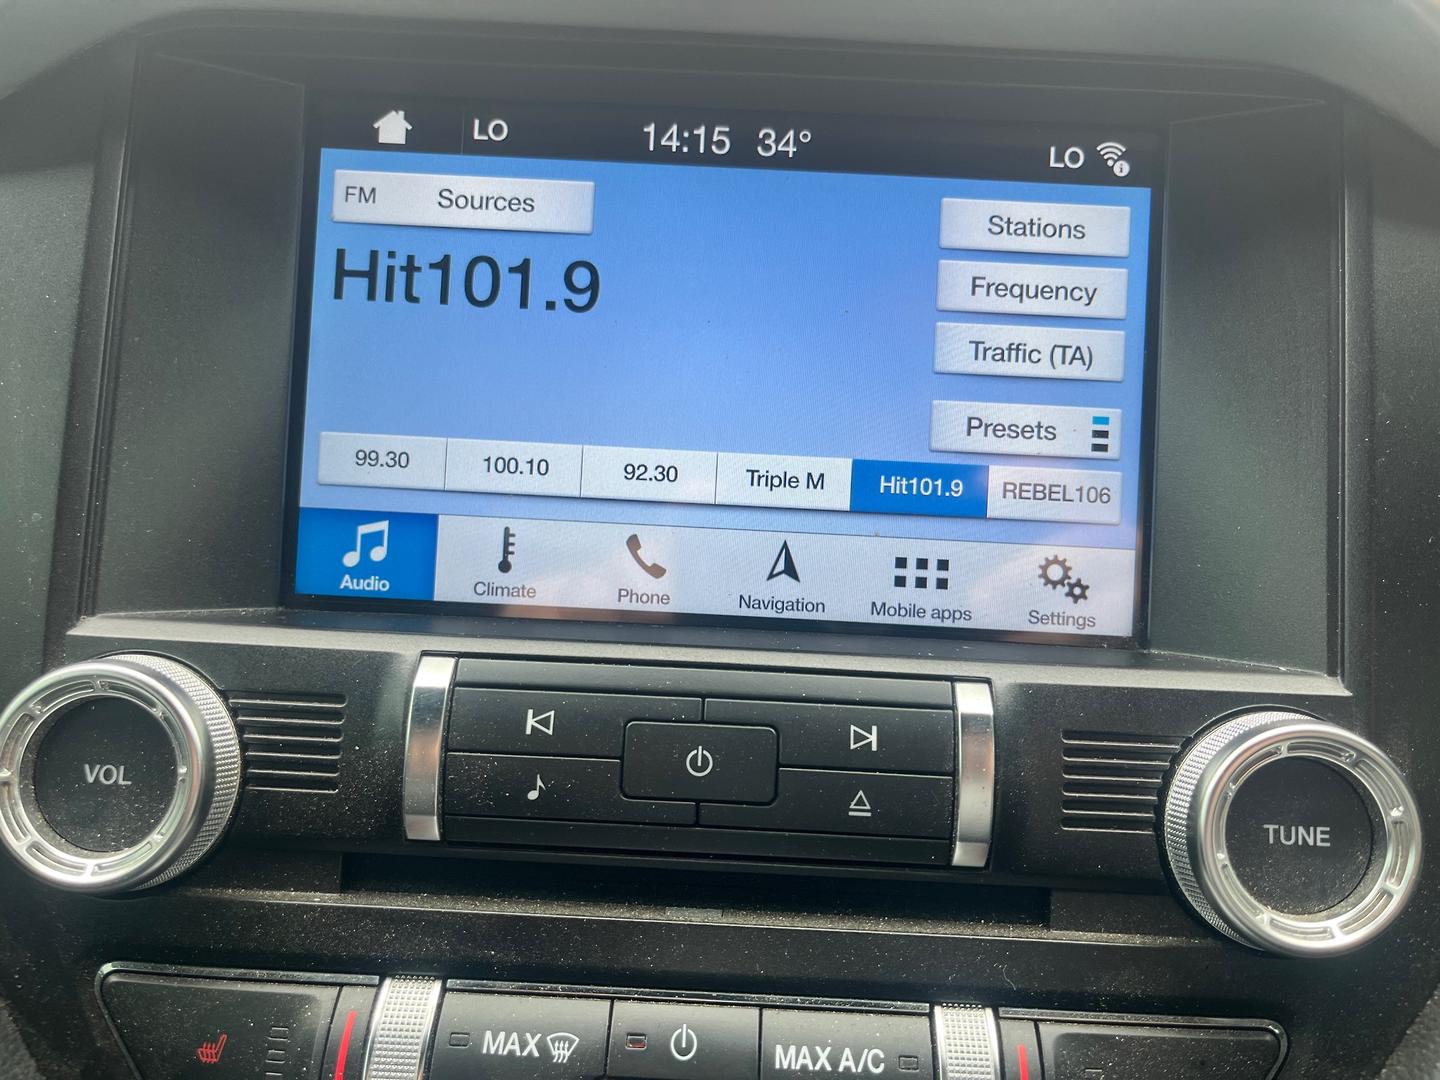 LO 14:15 34° LO
FM Sources
Stations
Hit101.9
Frequency
Traffic (TA)
Presets
99.30 100.10 92.30 Triple M Hit101.9 REBEL106
Audio Climate Phone Navigation Mobile apps Settings
VOL
TUNE
MAX
MAX A/C